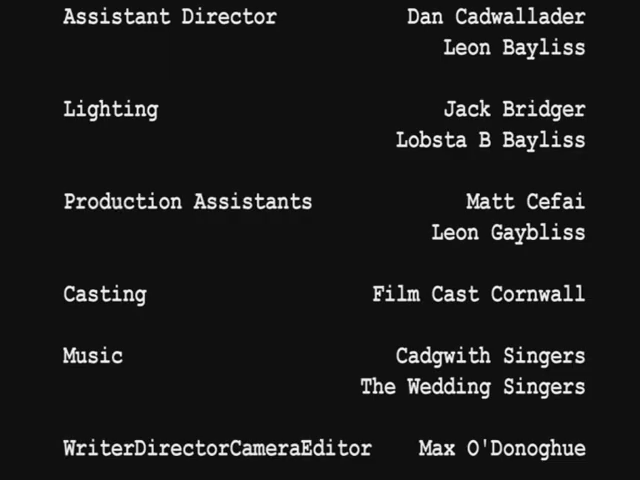 Assistant Director Dan Cadwallader
Leon Bayliss
Lighting Jack Bridger
Lobsta B Bayliss
Production Assistants Matt Cefai
Leon Gaybliss
Casting Film Cast Cornwall
Music Cadgwith Singers
The Wedding Singers
WriterDirectorCameraEditor Max O'Donoghue